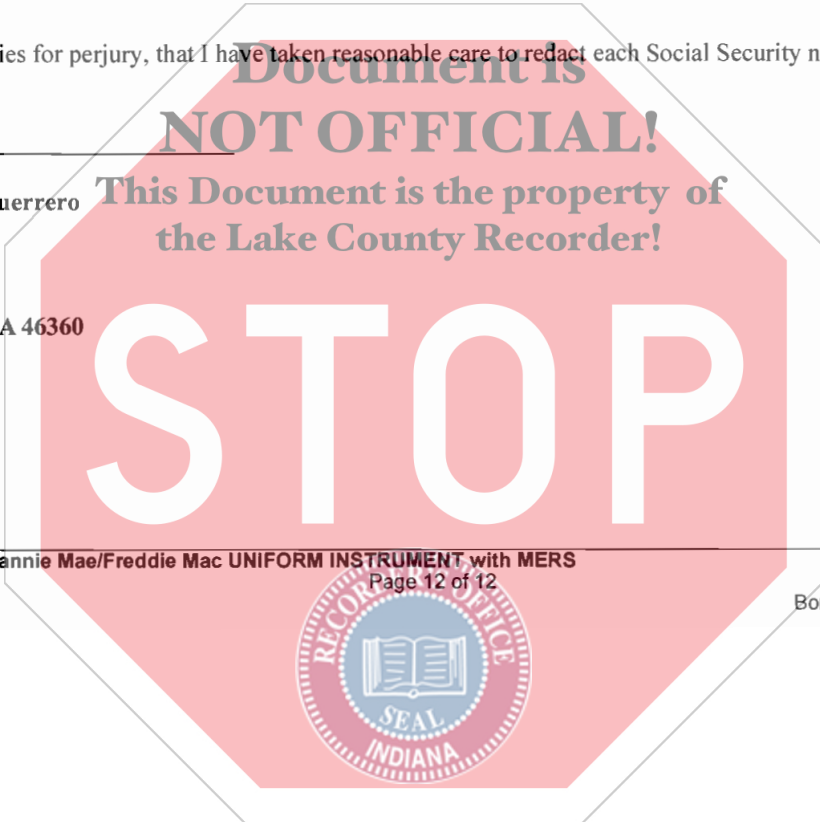 ies for perjury, that I have taken reasonable care to redact each Social Security n
Document is
NOT OFFICIAL!
This Document is the property of
the Lake County Recorder!
uerrero
A 46360
STOP
annie Mae/Freddie Mac UNIFORM INSTRUMENT with MERS
Page 12 of 12
Bo
RECORDER'S OFFICE
SEAL
INDIANA